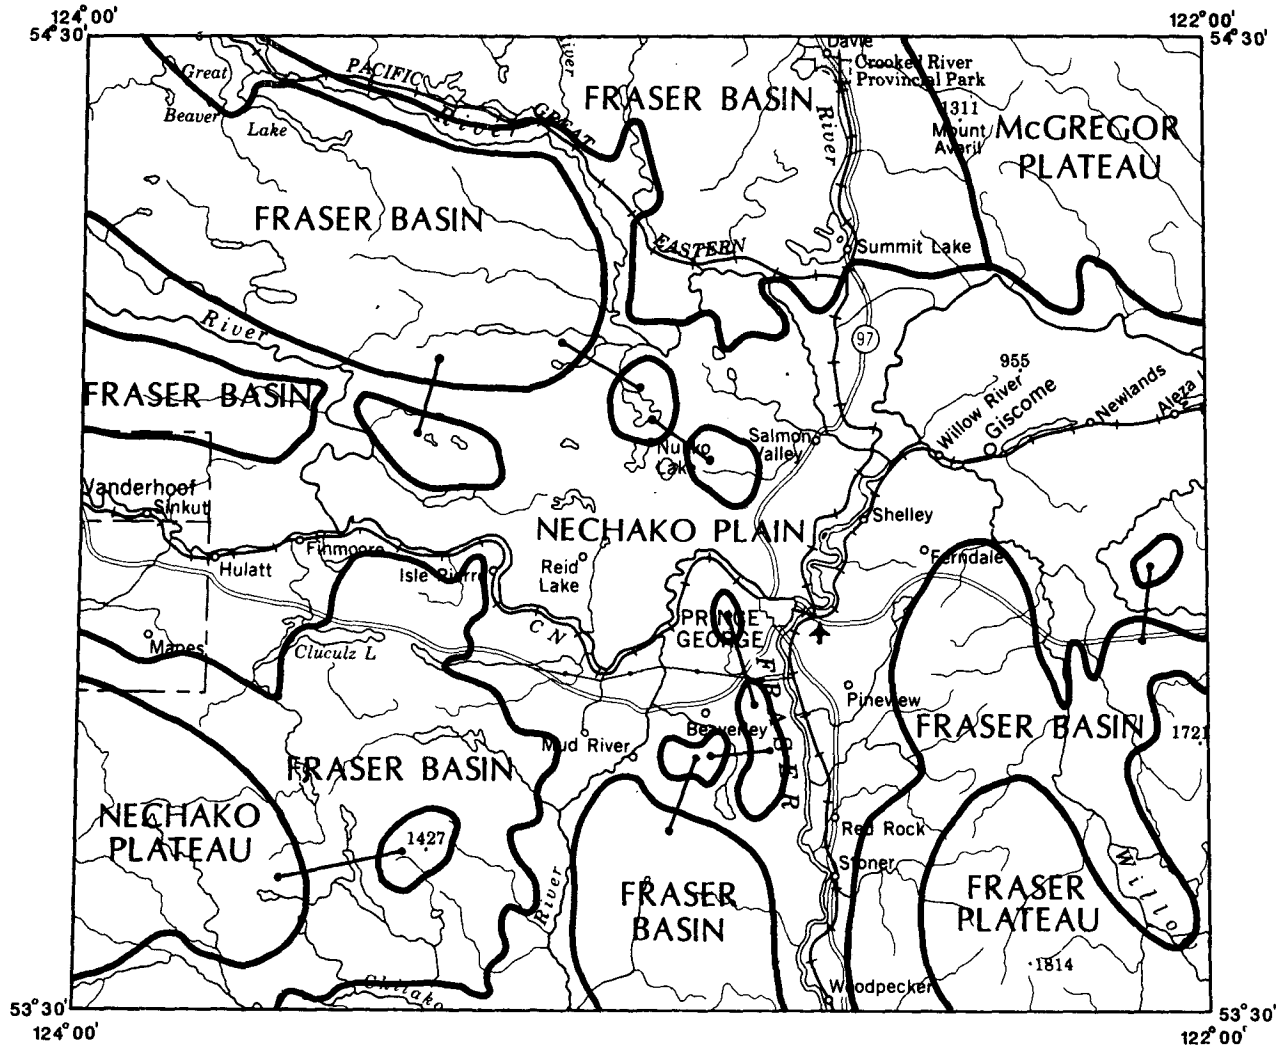 124°00'
122°00'
54°30'
54°30'
Davie
Crooked River
Provincial Park
PACIFIC
Great
River
FRASER BASIN
1311
Mount
Averil
McGREGOR
PLATEAU
Beaver
Lake
River
GREAT
River
FRASER BASIN
EASTERN
Summit Lake
River
97
955
FRASER BASIN
Willow River
Giscome
Newlands
Aleza L
Salmon
Valley
Nukko
Lake
Vanderhoof
Sinkut
NECHAKO PLAIN
Shelley
Finmoore
Hulatt
Isle Pierre
Reid
Lake
Ferndale
PRINCE
GEORGE
CN
Mapes
Cluculz L
FRASER
Pineview
Beaverley
FRASER BASIN
1721
Mud River
FRASER BASIN
NECHAKO
PLATEAU
1427
Red Rock
Stoner
Willo
FRASER
BASIN
FRASER
PLATEAU
River
1814
Chilako
Woodpecker
53°30'
53°30'
124°00'
122°00'